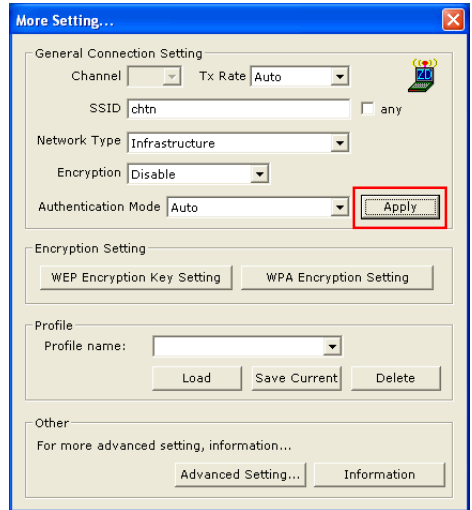 More Setting...
General Connection Setting
Channel Tx Rate Auto
ZD
SSID chtn any
Network Type Infrastructure
Encryption Disable
Authentication Mode Auto Apply
Encryption Setting
WEP Encryption Key Setting WPA Encryption Setting
Profile
Profile name:
Load Save Current Delete
Other
For more advanced setting, information...
Advanced Setting... Information